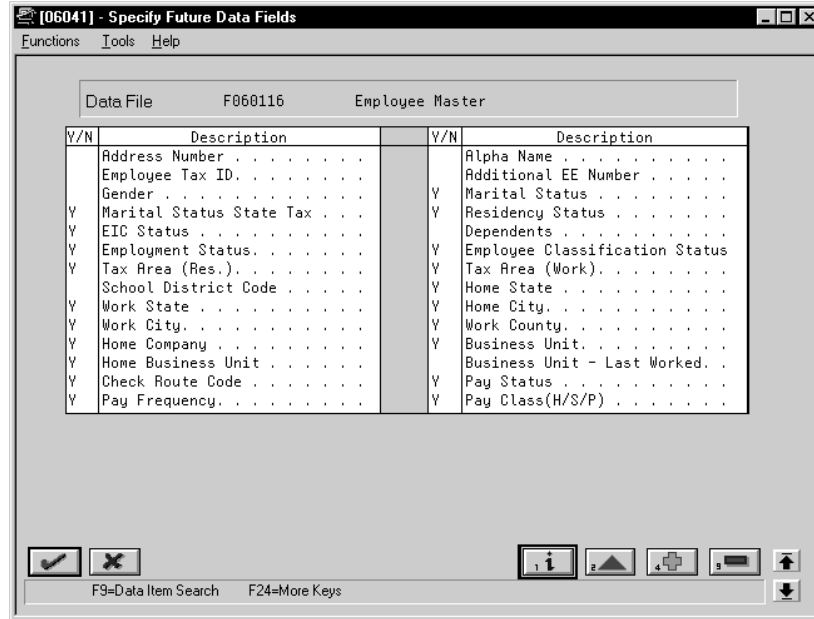 [06041] - Specify Future Data Fields
Functions Tools Help
Data File F060116 Employee Master
Y/N Description Y/N Description
Address Number . . . . . . . . Alpha Name . . . . . . . . . .
Employee Tax ID. . . . . . . . Additional EE Number . . . . .
Gender . . . . . . . . . . . . Y Marital Status . . . . . . . .
Y Marital Status State Tax . . . Y Residency Status . . . . . . .
Y EIC Status . . . . . . . . . . Dependents . . . . . . . . . .
Y Employment Status. . . . . . . Y Employee Classification Status
Y Tax Area (Res.). . . . . . . . Y Tax Area (Work). . . . . . . .
School District Code . . . . . Y Home State . . . . . . . . . .
Y Work State . . . . . . . . . . Y Home City. . . . . . . . . . .
Y Work City. . . . . . . . . . . Y Work County. . . . . . . . . .
Y Home Company . . . . . . . . . Y Business Unit. . . . . . . . .
Y Home Business Unit . . . . . . Business Unit - Last Worked. .
Y Check Route Code . . . . . . . Y Pay Status . . . . . . . . . .
Y Pay Frequency. . . . . . . . . Y Pay Class(H/S/P) . . . . . . .
1 i 2 4 9
F9=Data Item Search F24=More Keys